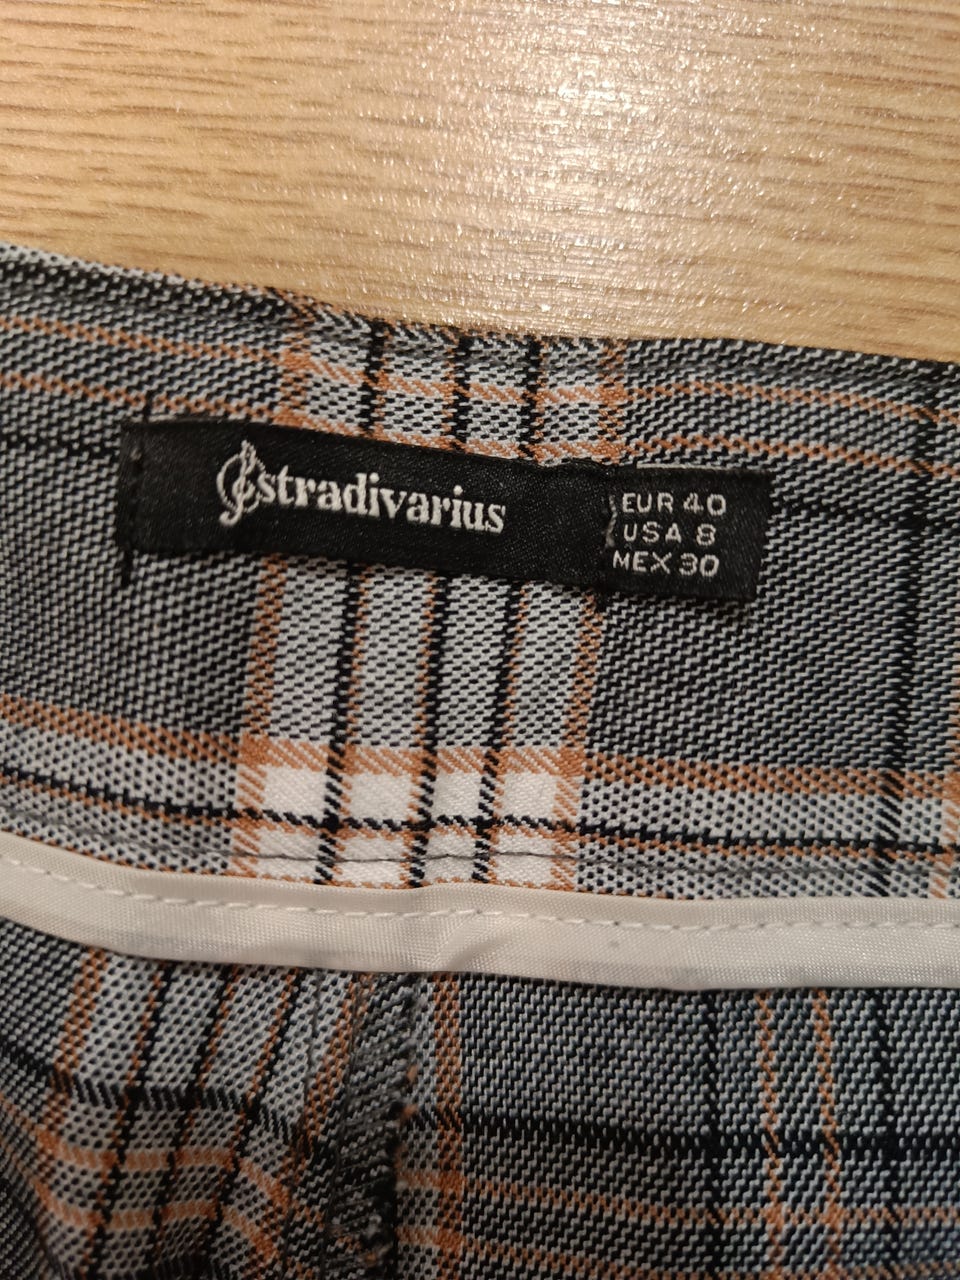 stradivarius
EUR 40
USA 8
MEX 30